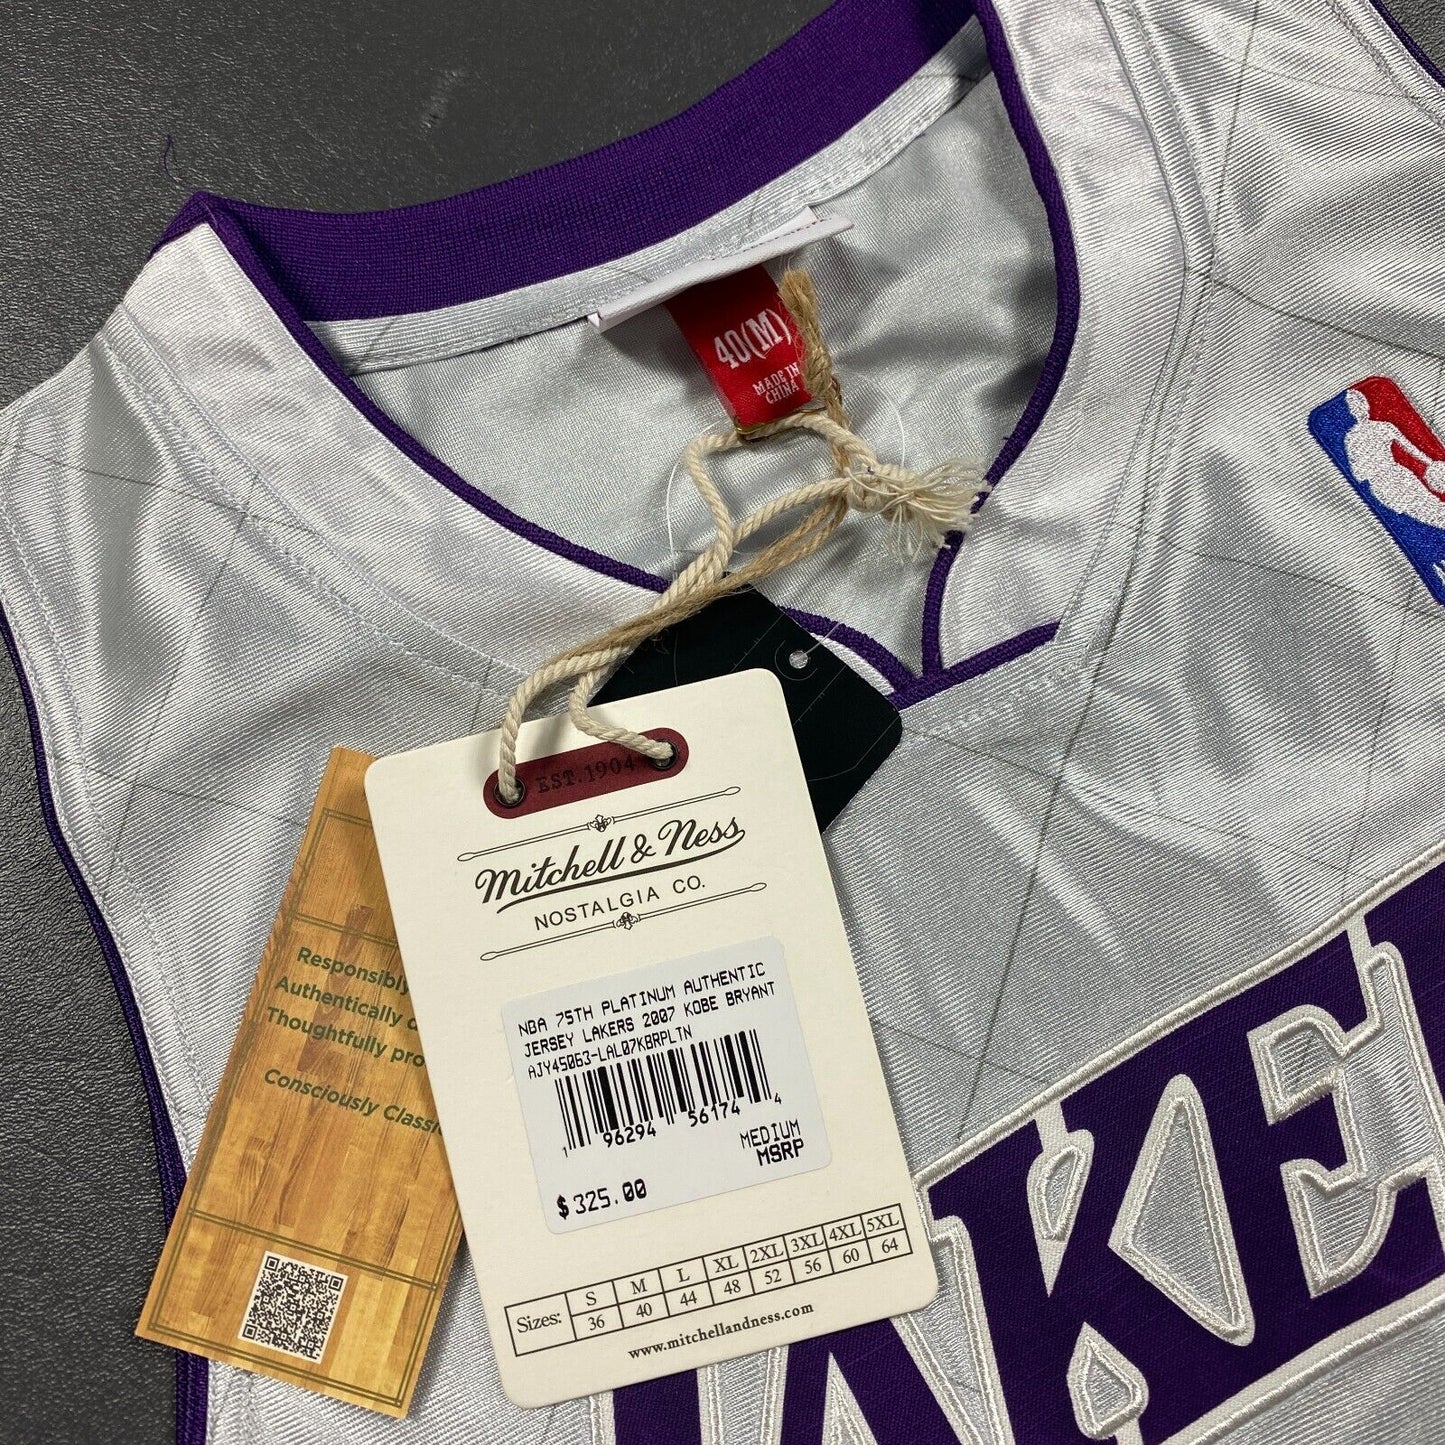 40(M)
MADE IN
CHINA
EST.1904
Mitchell & Ness
NOSTALGIA CO.
NBA 75TH PLATINUM AUTHENTIC
JERSEY LAKERS 2007 KOBE BRYANT
AJY45063-LAL07KBRPLTN
1 96294 56174 4
MEDIUM
MSRP
$325.00
Sizes: S M L XL 2XL 3XL 4XL 5XL
36 40 44 48 52 56 60 64
www.mitchellandness.com
Responsibly
Authentically
Thoughtfully
Consciously
AKE